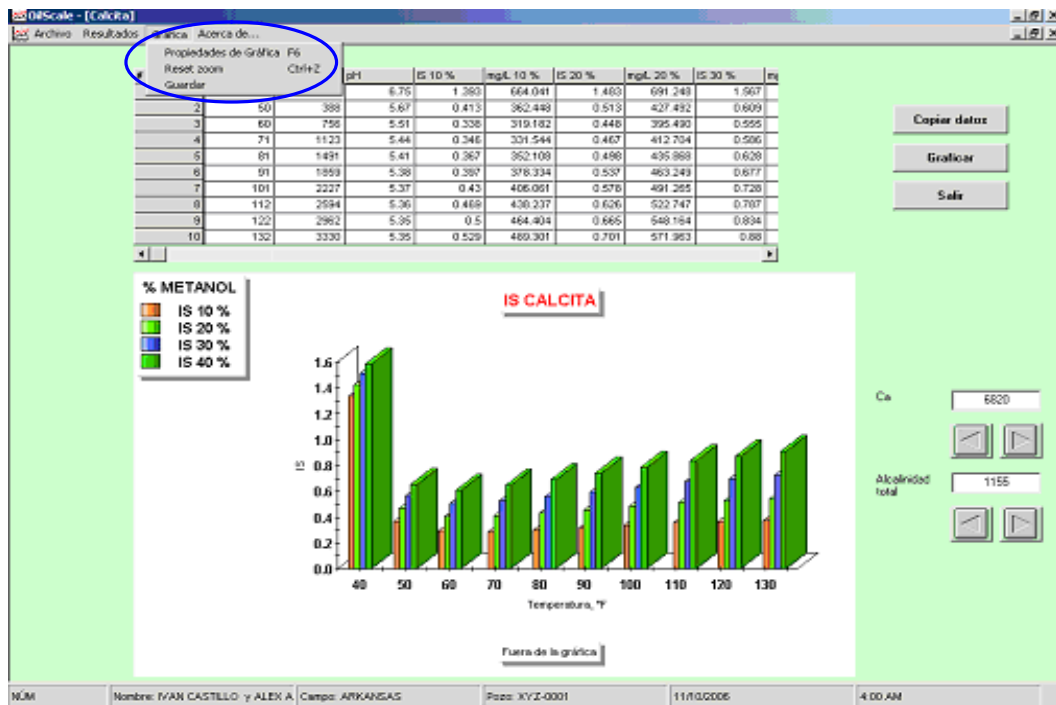 OilScale - [Calcita]
Archivo Resultados Gráfica Acerca de...
Propiedades de Gráfica F6
Reset zoom Ctrl+Z
Guardar
pH IS 10 % mg/L 10 % IS 20 % mg/L 20 % IS 30 %
6.75 1.393 664.041 1.483 691.248 1.567
2 50 388 5.67 0.413 362.448 0.513 427.492 0.609
3 60 756 5.51 0.338 319.182 0.448 395.490 0.555
4 71 1123 5.44 0.346 331.544 0.467 412.704 0.586
5 81 1491 5.41 0.367 352.108 0.498 435.868 0.628
6 91 1859 5.38 0.397 378.334 0.537 463.249 0.677
7 101 2227 5.37 0.43 406.061 0.578 491.265 0.728
8 112 2594 5.36 0.469 438.237 0.626 522.747 0.787
9 122 2962 5.35 0.5 464.404 0.665 548.164 0.834
10 132 3330 5.35 0.529 489.301 0.701 571.963 0.88
Copiar datos
Graficar
Salir
% METANOL
IS 10 %
IS 20 %
IS 30 %
IS 40 %
IS CALCITA
1.6
1.4
1.2
1.0
0.8
0.6
0.4
0.2
0.0
IS
40 50 60 70 80 90 100 110 120 130
Temperatura, °F
Fuera de la gráfica
Ca 6820
Alcalinidad
total 1155
NÚM Nombre: IVAN CASTILLO y ALEX A Campo: ARKANSAS Pozo: XYZ-0001 11/10/2006 4:00 AM